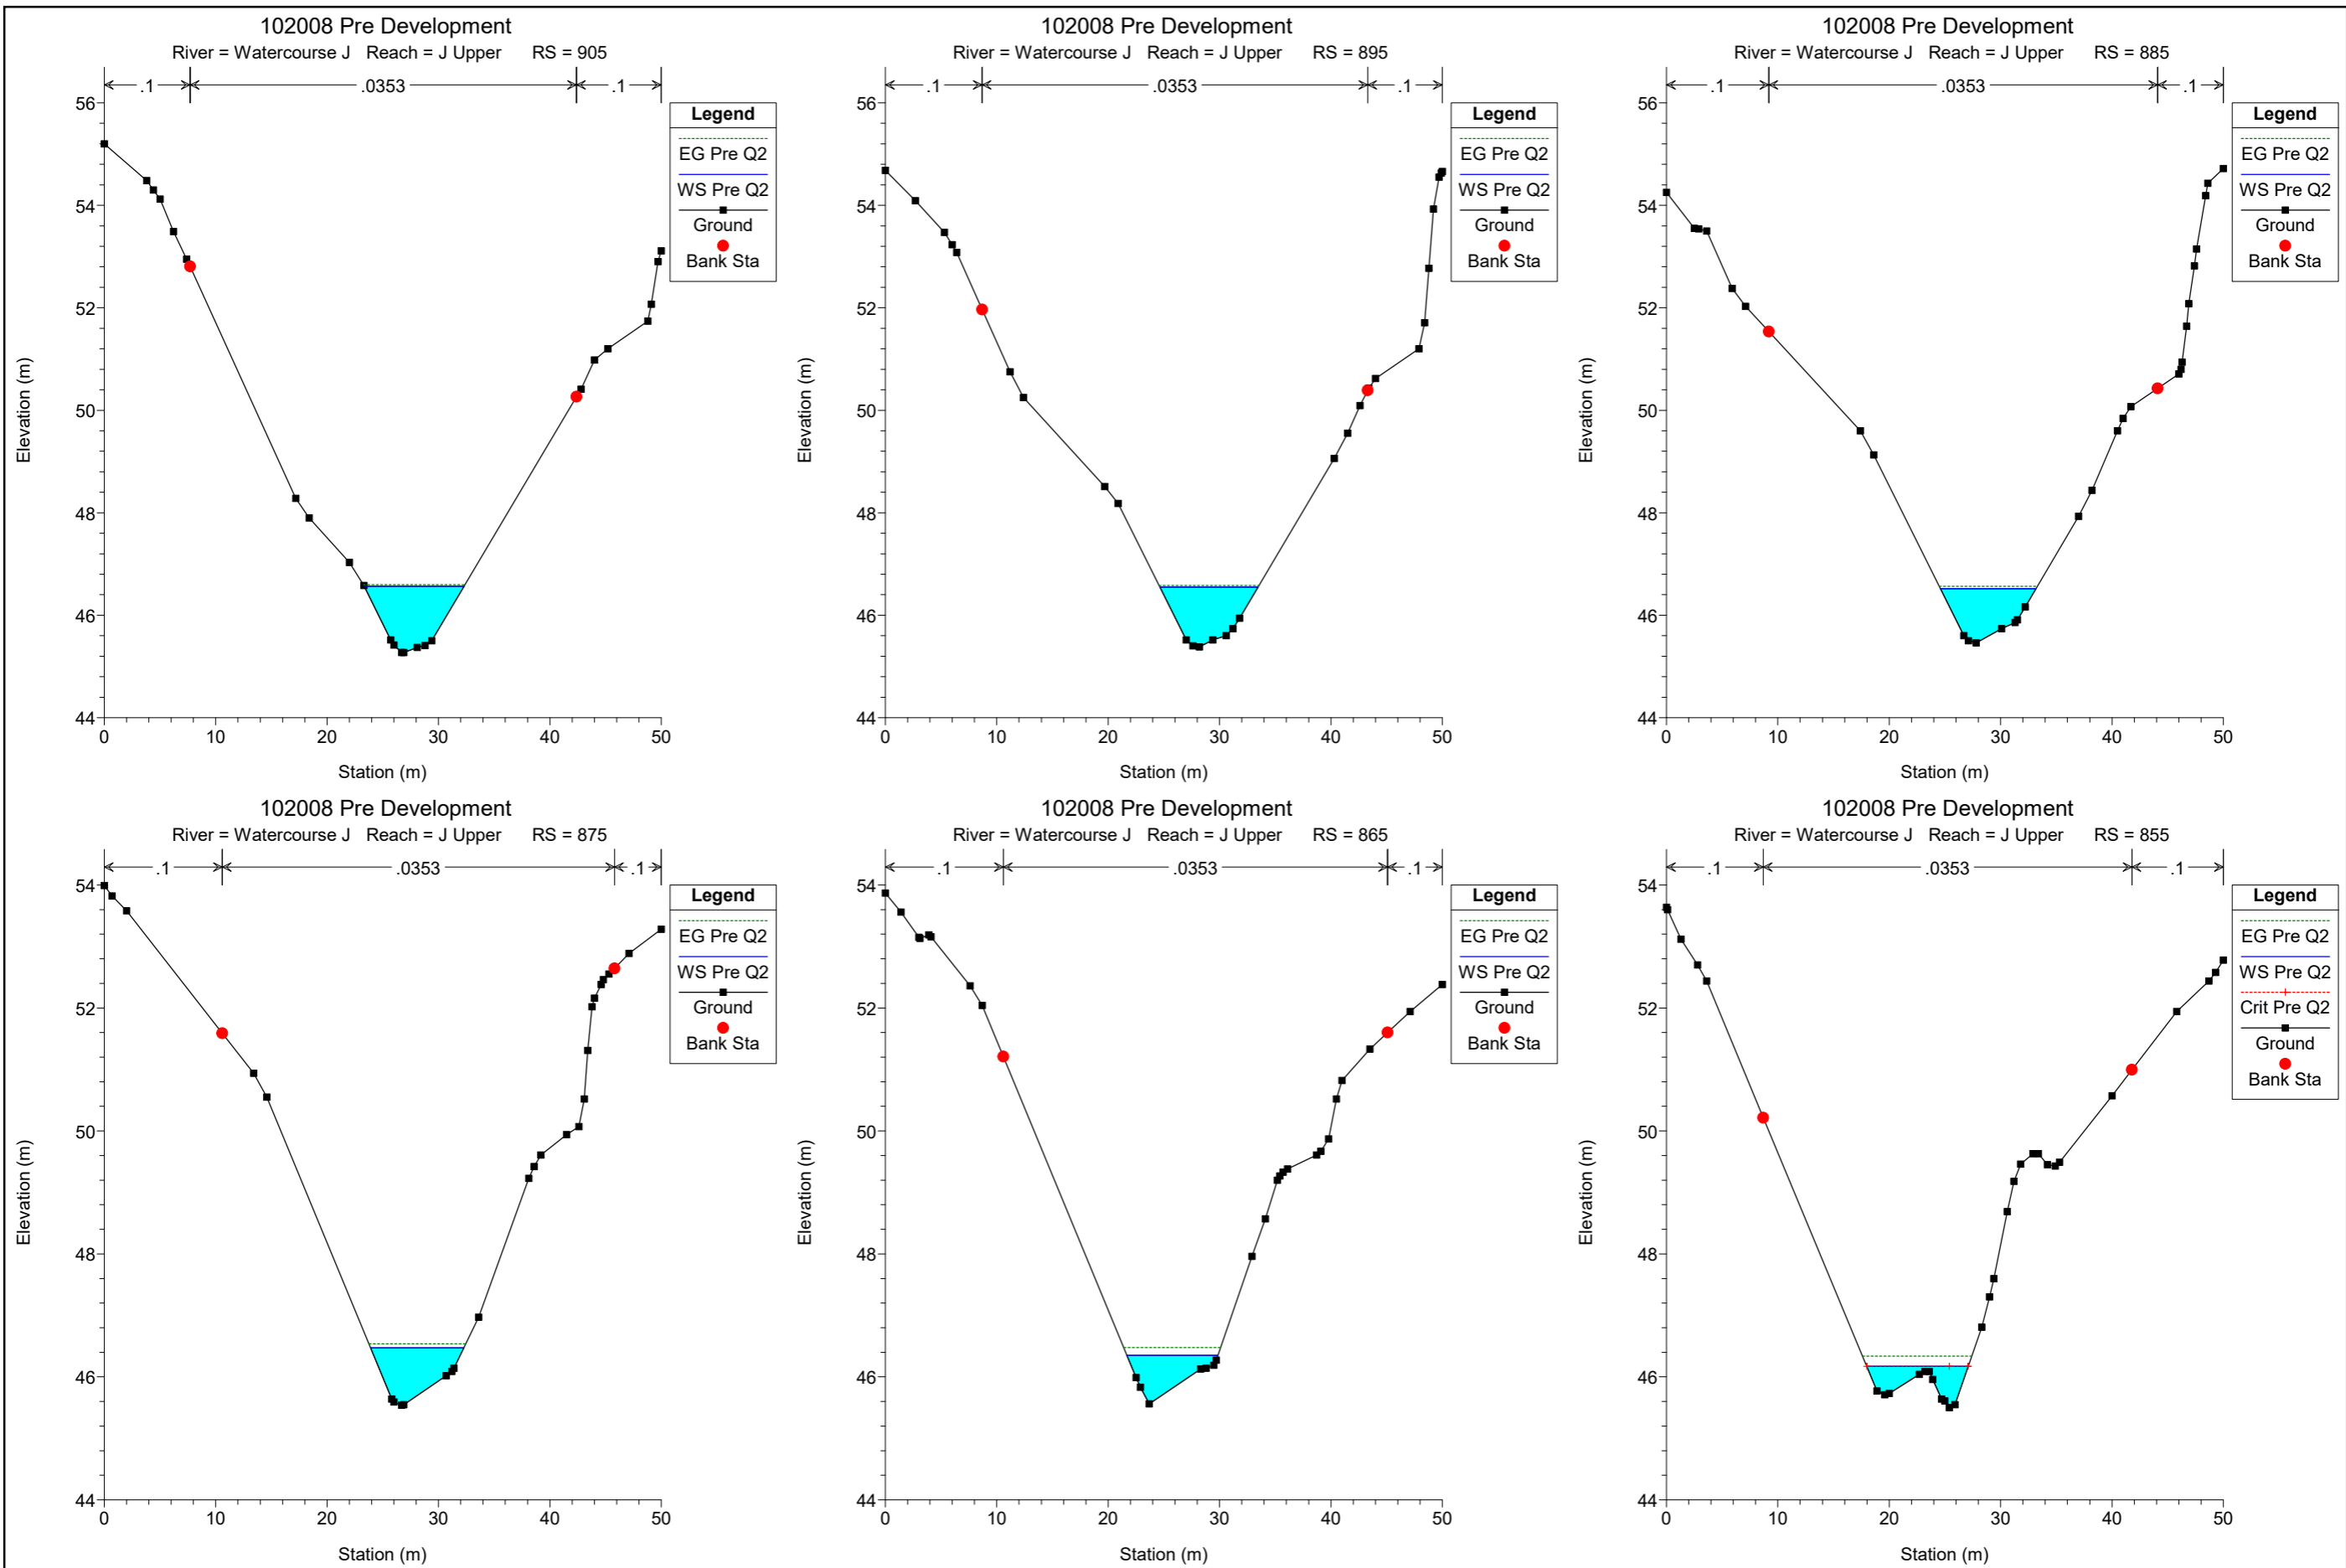 102008 Pre Development
River = Watercourse J Reach = J Upper RS = 905
.1 .0353 .1
56
54
52
50
48
46
44
0 10 20 30 40 50
Elevation (m)
Station (m)
Legend
EG Pre Q2
WS Pre Q2
Ground
Bank Sta
102008 Pre Development
River = Watercourse J Reach = J Upper RS = 895
.1 .0353 .1
56
54
52
50
48
46
44
0 10 20 30 40 50
Elevation (m)
Station (m)
Legend
EG Pre Q2
WS Pre Q2
Ground
Bank Sta
102008 Pre Development
River = Watercourse J Reach = J Upper RS = 885
.1 .0353 .1
56
54
52
50
48
46
44
0 10 20 30 40 50
Elevation (m)
Station (m)
Legend
EG Pre Q2
WS Pre Q2
Ground
Bank Sta
102008 Pre Development
River = Watercourse J Reach = J Upper RS = 875
.1 .0353 .1
54
52
50
48
46
44
0 10 20 30 40 50
Elevation (m)
Station (m)
Legend
EG Pre Q2
WS Pre Q2
Ground
Bank Sta
102008 Pre Development
River = Watercourse J Reach = J Upper RS = 865
.1 .0353 .1
54
52
50
48
46
44
0 10 20 30 40 50
Elevation (m)
Station (m)
Legend
EG Pre Q2
WS Pre Q2
Ground
Bank Sta
102008 Pre Development
River = Watercourse J Reach = J Upper RS = 855
.1 .0353 .1
54
52
50
48
46
44
0 10 20 30 40 50
Elevation (m)
Station (m)
Legend
EG Pre Q2
WS Pre Q2
Crit Pre Q2
Ground
Bank Sta